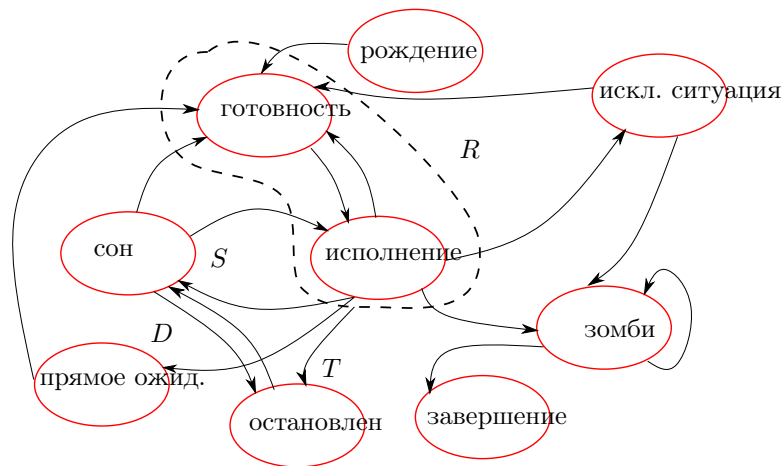 рождение
искл. ситуация
готовность
R
сон
S
исполнение
D
зомби
прямое ожид.
T
остановлен
завершение